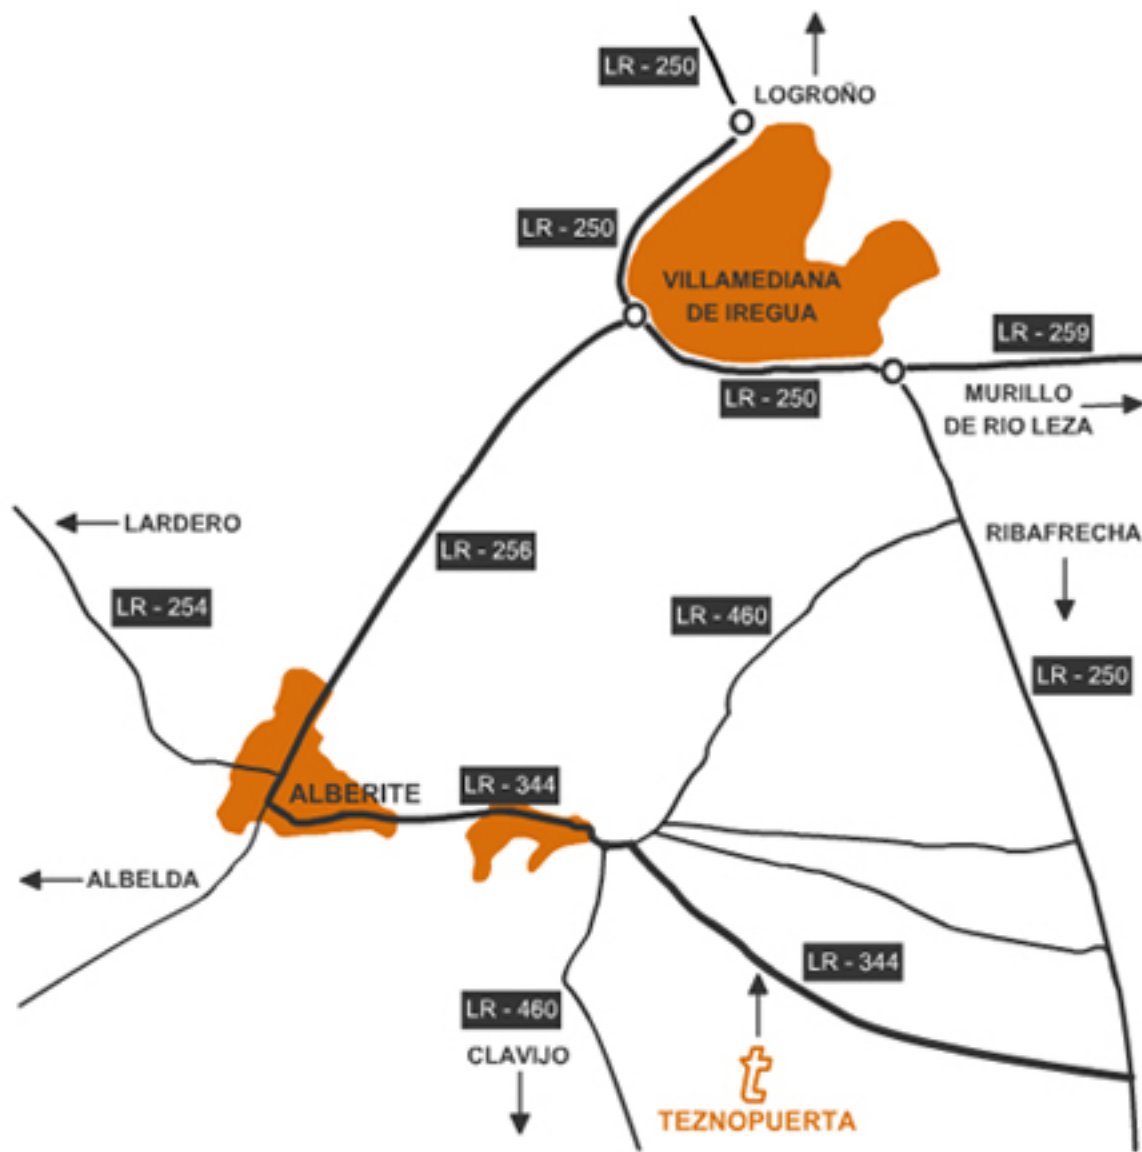 LR - 250
LOGROÑO
LR - 250
VILLAMEDIANA
DE IREGUA
LR - 259
LR - 250
MURILLO
DE RIO LEZA
LARDERO
RIBAFRECHA
LR - 256
LR - 254
LR - 460
LR - 250
LR - 344
ALBERITE
ALBELDA
LR - 344
LR - 460
CLAVIJO
t
TEZNOPUERTA